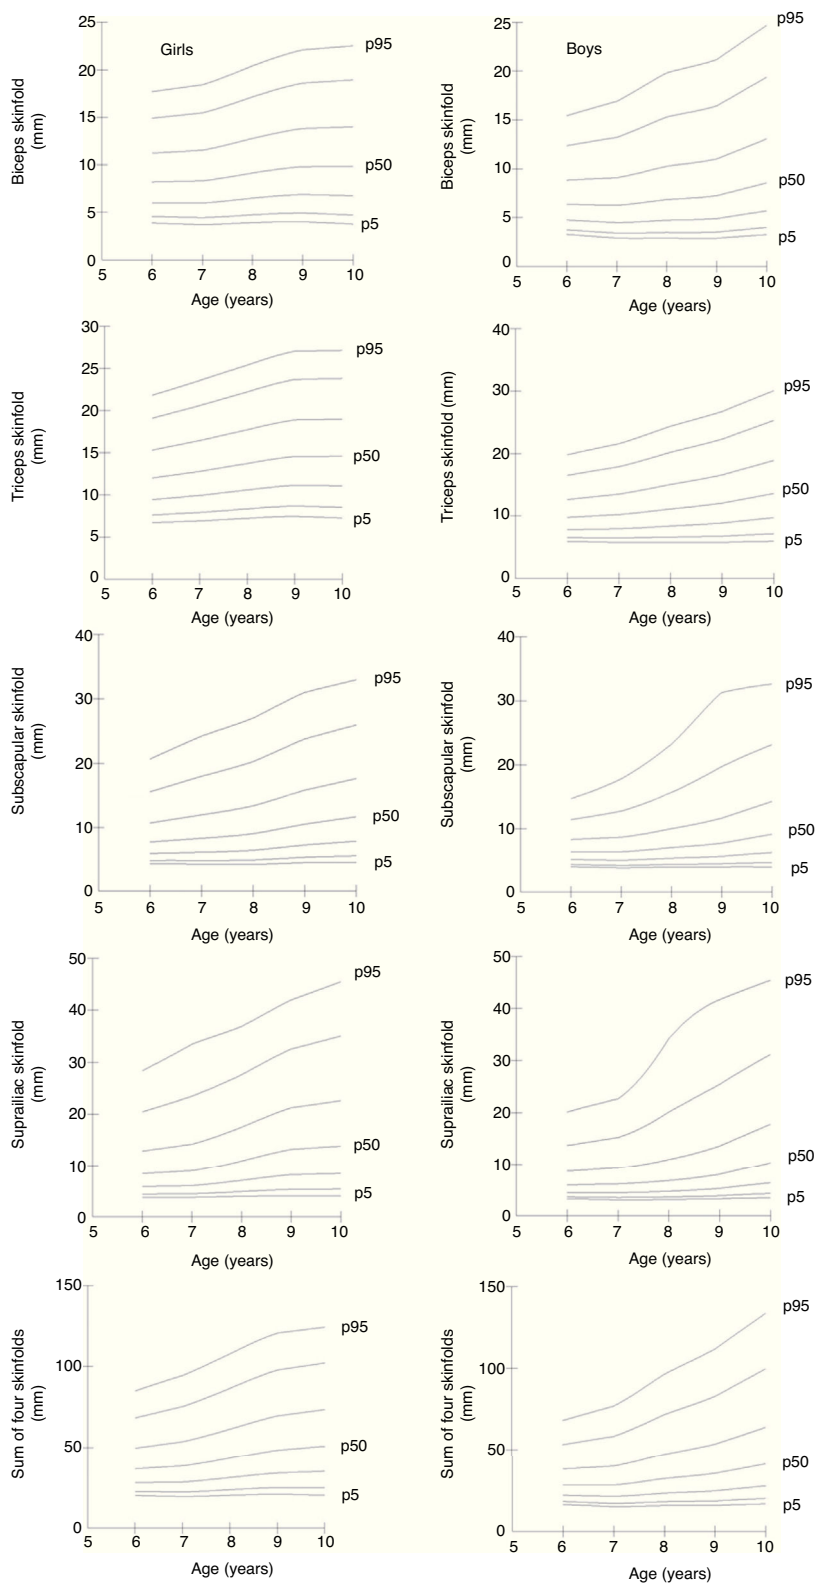 Girls
Biceps skinfold
(mm)
25
20
15
10
5
0
p95
p50
p5
5 6 7 8 9 10
Age (years)
Boys
Biceps skinfold
(mm)
25
20
15
10
5
0
p95
p50
p5
5 6 7 8 9 10
Age (years)
Triceps skinfold
(mm)
30
25
20
15
10
5
0
p95
p50
p5
5 6 7 8 9 10
Age (years)
Triceps skinfold (mm)
40
30
20
10
0
p95
p50
p5
5 6 7 8 9 10
Age (years)
Subscapular skinfold
(mm)
40
30
20
10
0
p95
p50
p5
5 6 7 8 9 10
Age (years)
Subscapular skinfold
(mm)
40
30
20
10
0
p95
p50
p5
5 6 7 8 9 10
Age (years)
Suprailiac skinfold
(mm)
50
40
30
20
10
0
p95
p50
p5
5 6 7 8 9 10
Age (years)
Suprailiac skinfold
(mm)
50
40
30
20
10
0
p95
p50
p5
5 6 7 8 9 10
Age (years)
Sum of four skinfolds
(mm)
150
100
50
0
p95
p50
p5
5 6 7 8 9 10
Age (years)
Sum of four skinfolds
(mm)
150
100
50
0
p95
p50
p5
5 6 7 8 9 10
Age (years)